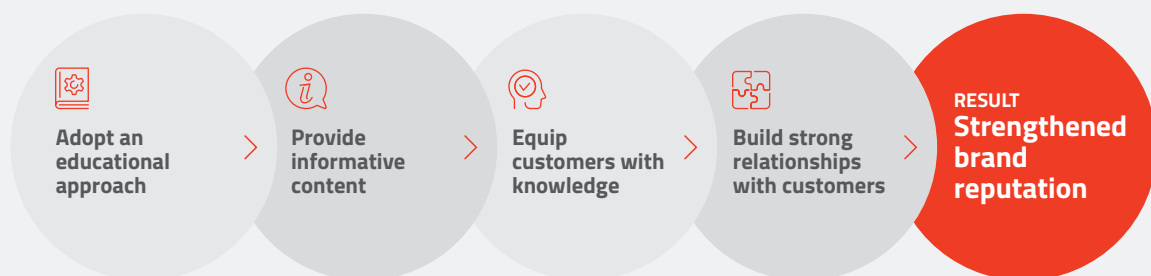 Adopt an
educational
approach
Provide
informative
content
Equip
customers with
knowledge
Build strong
relationships
with customers
RESULT
Strengthened
brand
reputation